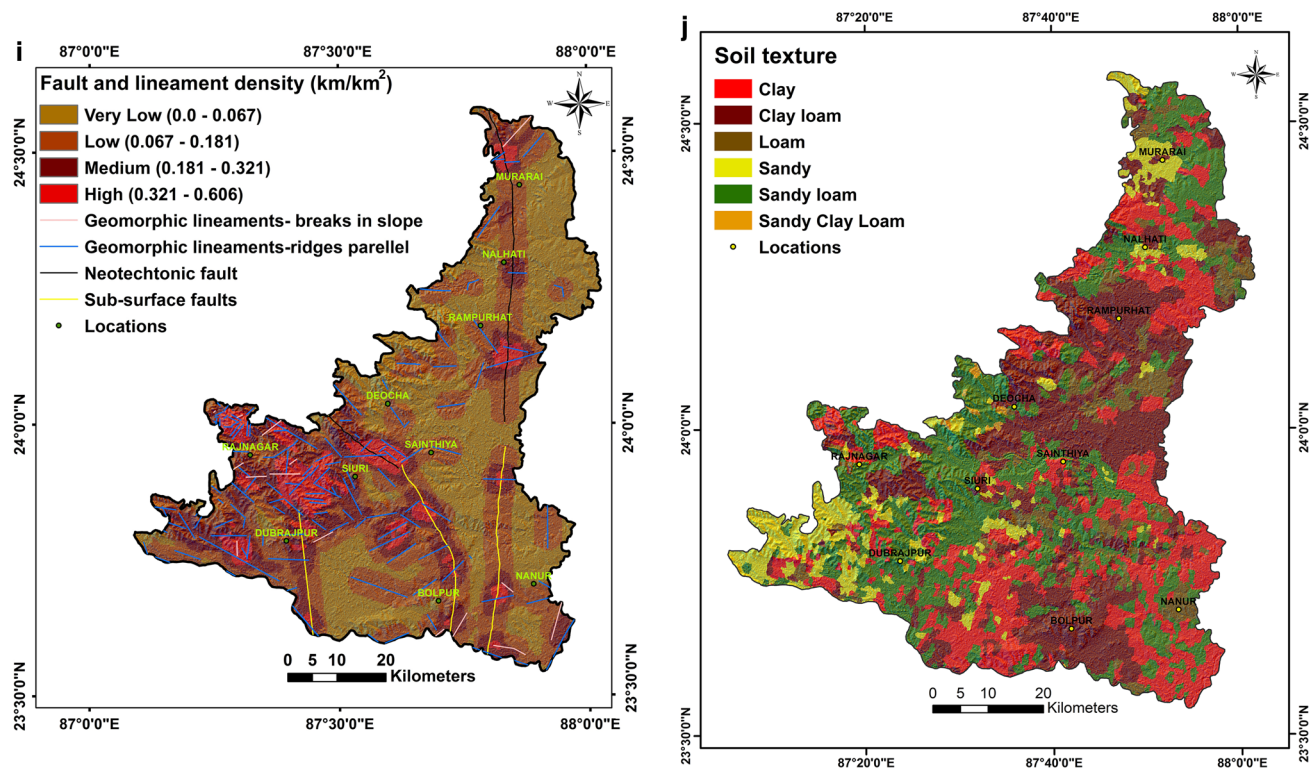 i
87°0'0"E
87°30'0"E
88°0'0"E
Fault and lineament density (km/km2)
Very Low (0.0 - 0.067)
Low (0.067 - 0.181)
Medium (0.181 - 0.321)
High (0.321 - 0.606)
Geomorphic lineaments- breaks in slope
Geomorphic lineaments-ridges parellel
Neotechtonic fault
Sub-surface faults
Locations
N
W E
S
24°30'0"N
24°30'0"N
24°0'0"N
24°0'0"N
23°30'0"N
23°30'0"N
MURARAI
NALHATI
RAMPURHAT
DEOCHA
RAJNAGAR
SAINTHIYA
SIURI
DUBRAJPUR
NANUR
BOLPUR
0 5 10 20
Kilometers
87°0'0"E
87°30'0"E
88°0'0"E
j
87°20'0"E
87°40'0"E
88°0'0"E
Soil texture
Clay
Clay loam
Loam
Sandy
Sandy loam
Sandy Clay Loam
Locations
N
W E
S
24°30'0"N
24°30'0"N
24°0'0"N
24°0'0"N
23°30'0"N
23°30'0"N
MURARAI
NALHATI
RAMPURHAT
DEOCHA
RAJNAGAR
SAINTHIYA
SIURI
DUBRAJPUR
NANUR
BOLPUR
0 5 10 20
Kilometers
87°20'0"E
87°40'0"E
88°0'0"E